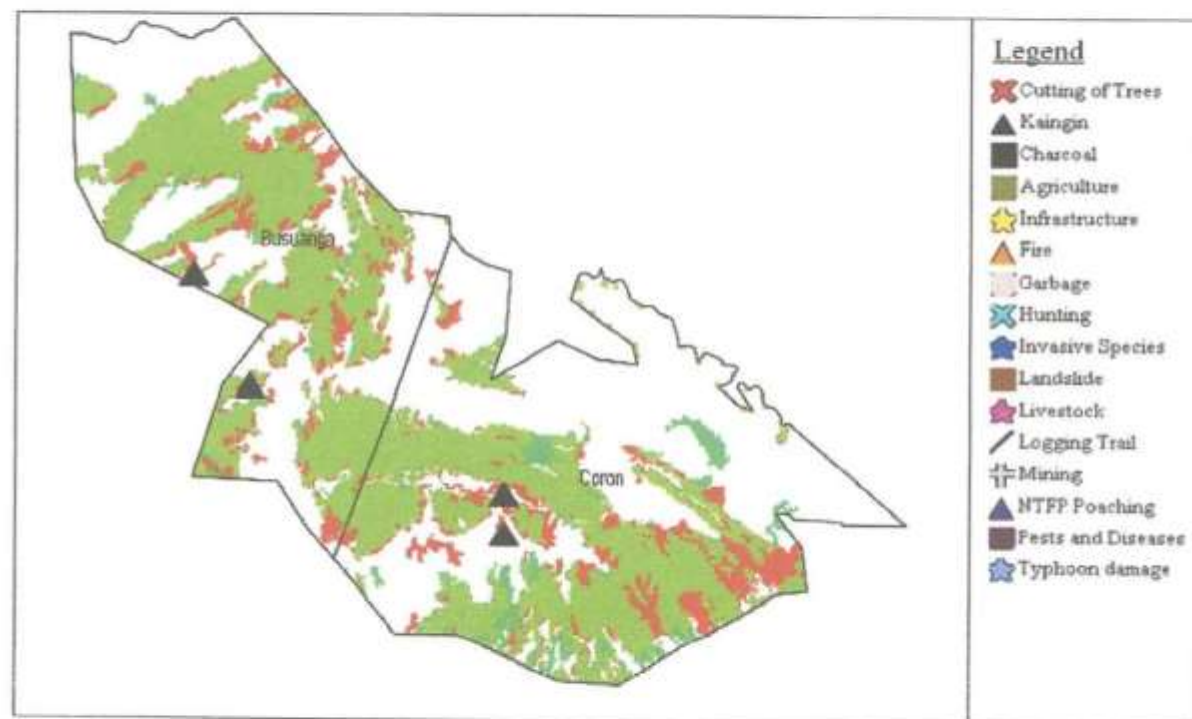 Legend
Cutting of Trees
Kaingin
Charcoal
Agriculture
Infrastructure
Fire
Garbage
Hunting
Invasive Species
Landslide
Livestock
Logging Trail
Mining
NTFP Poaching
Pests and Diseases
Typhoon damage
Busuanga
Coron